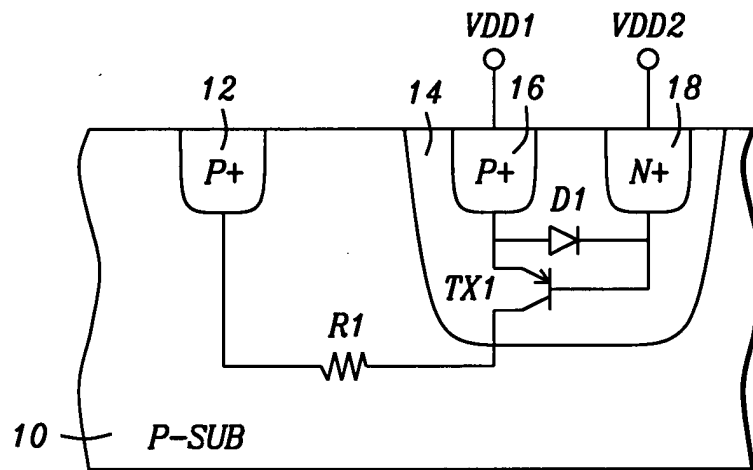 VDD1 VDD2
12 14 16 18
P+ P+ N+
D1
TX1
R1
10 P-SUB